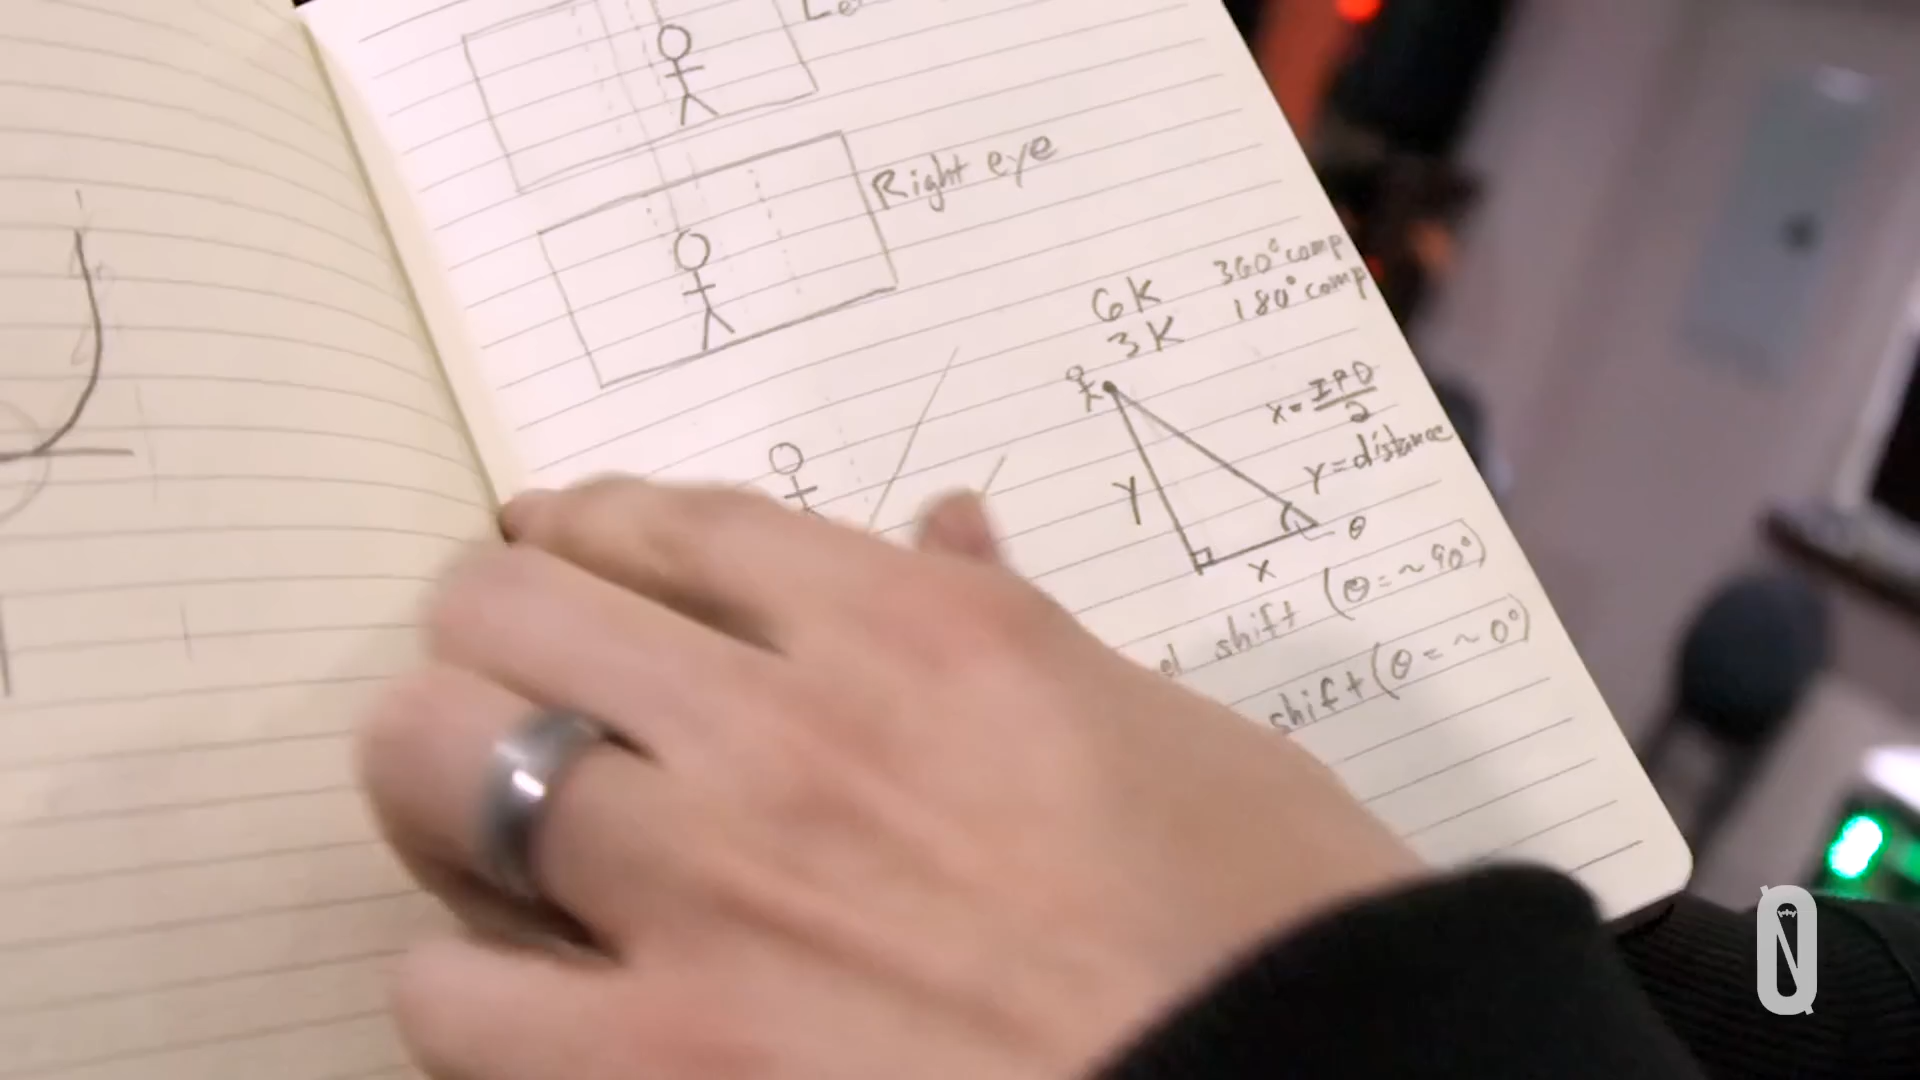 Right eye
6K 360° comp
3K 180° comp
x = IPD/2
y = distance
Y
θ
x
shift (θ = ~90°)
shift (θ = ~0°)